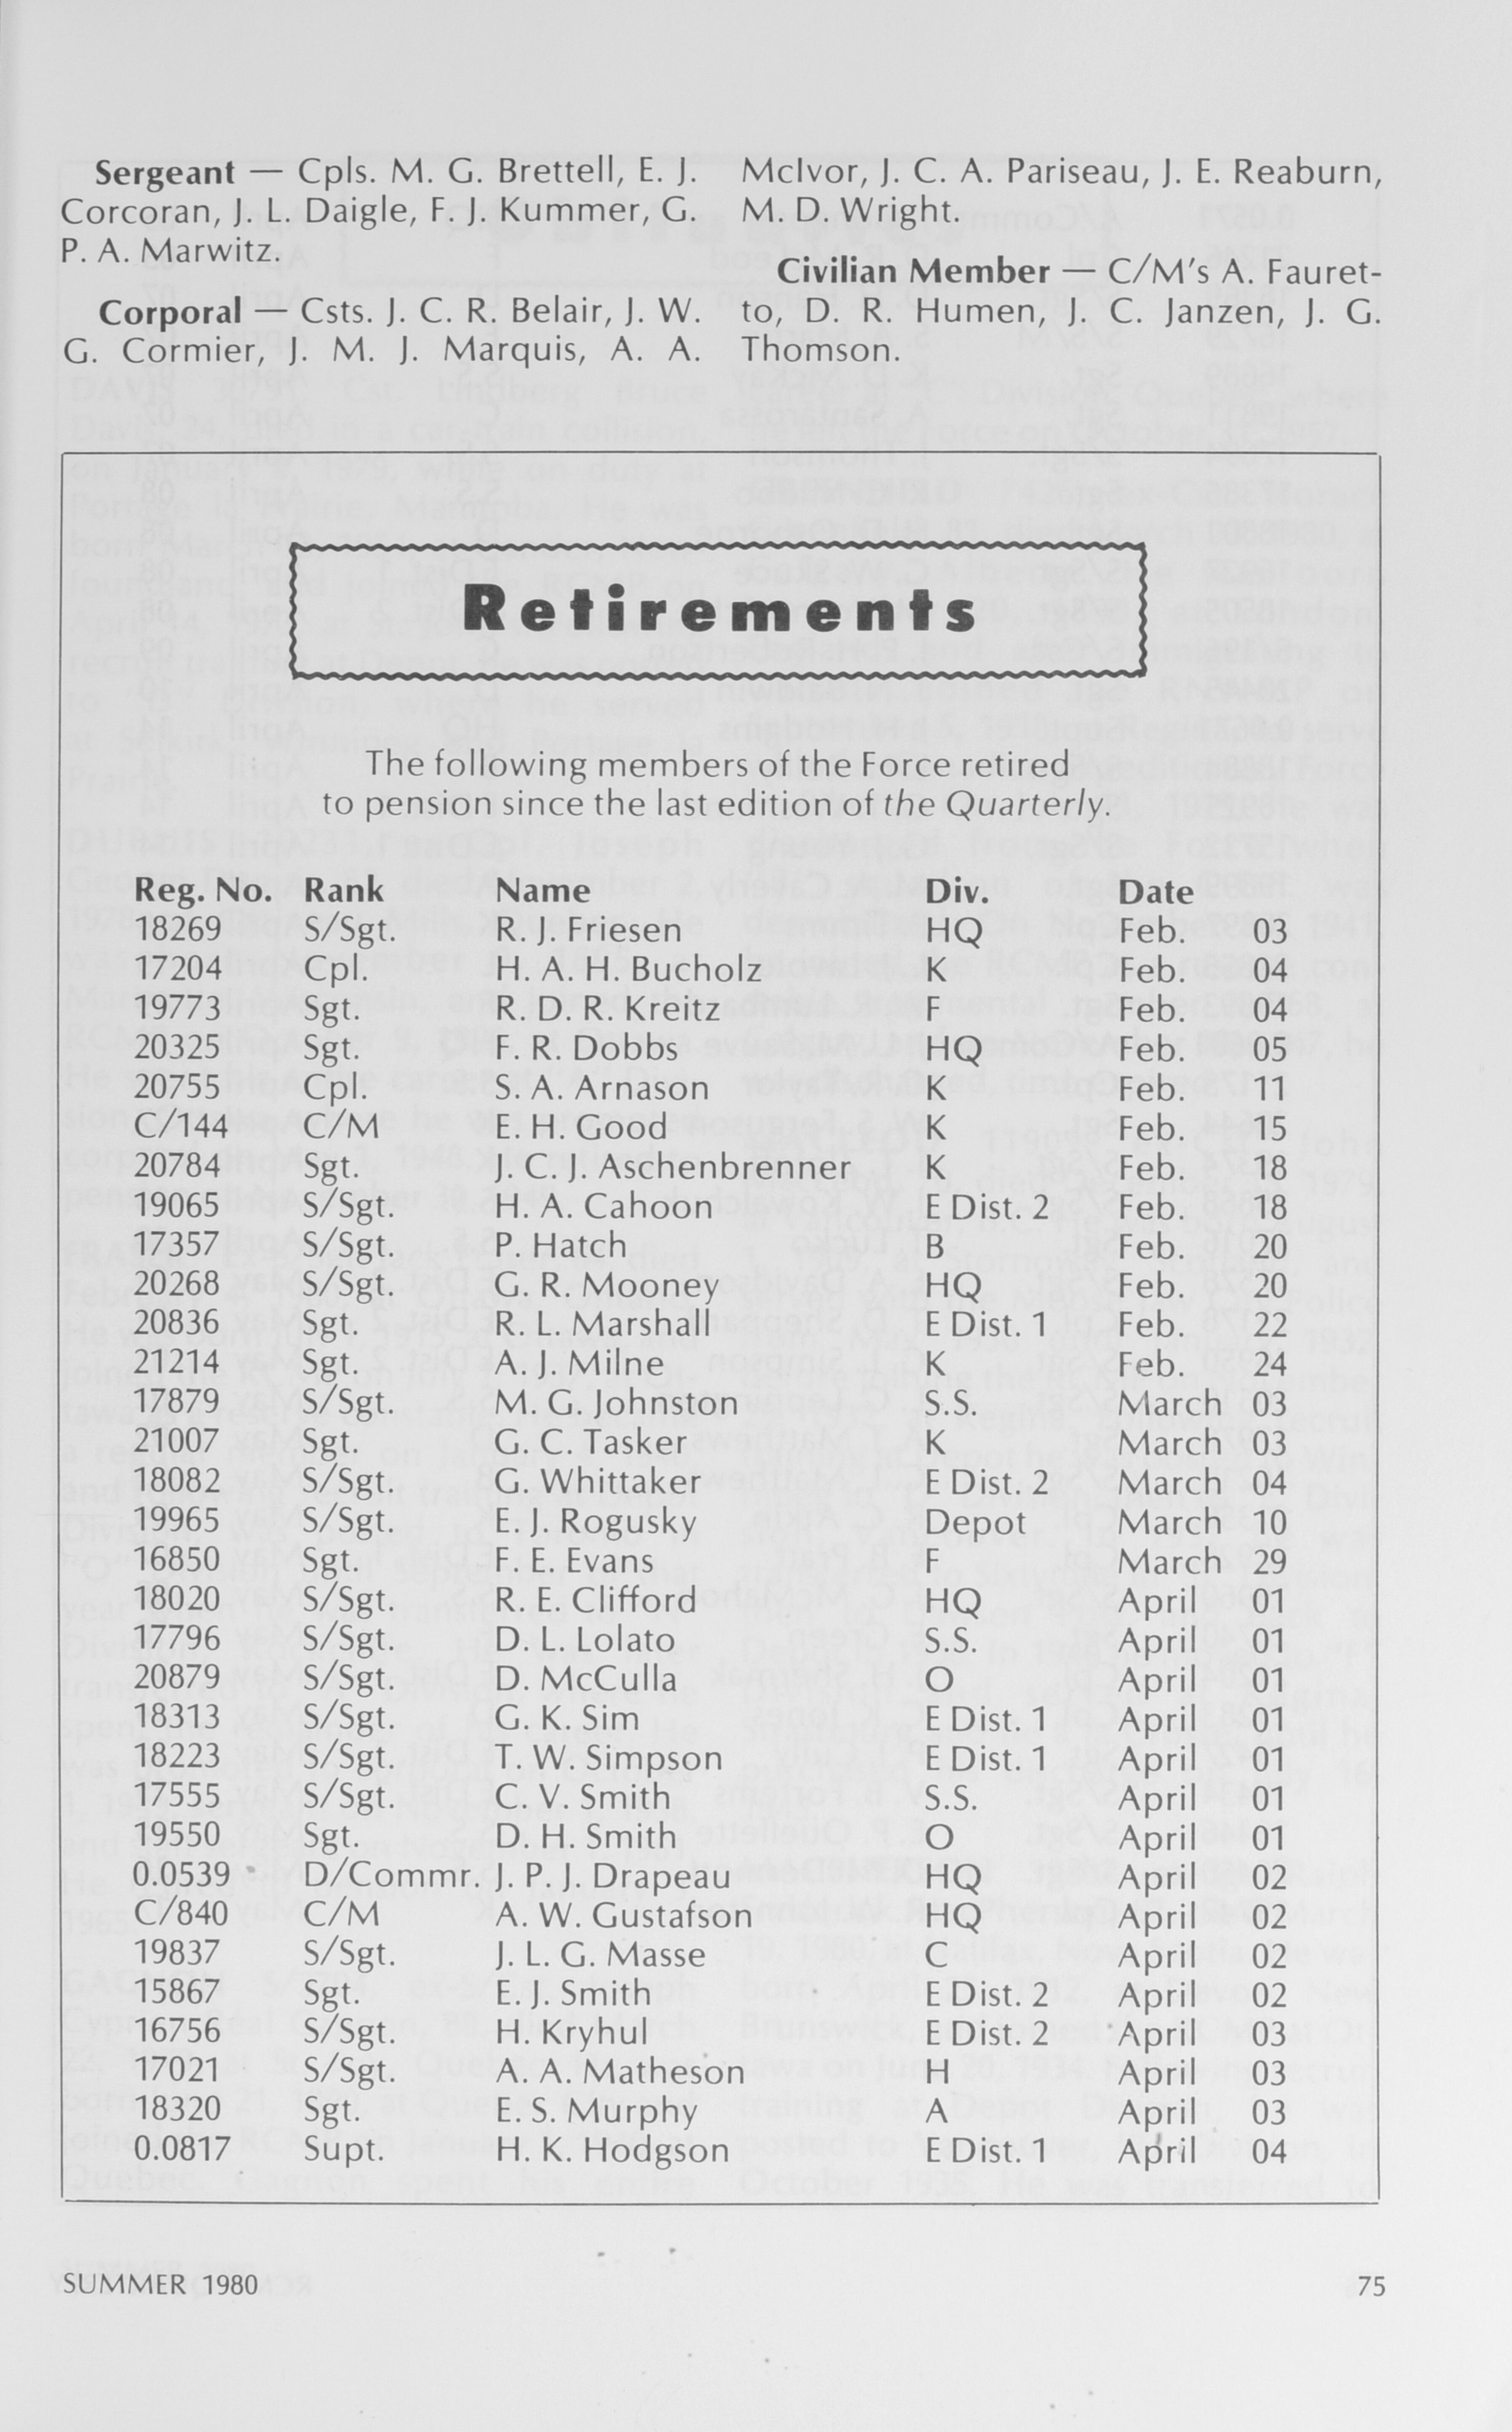 Sergeant — Cpls. M. G. Brettell, E. J.
Corcoran, J. L. Daigle, F. J. Kummer, G.
P. A. Marwitz.
Corporal — Csts. J. C. R. Belair, J. W.
G. Cormier, J. M. J. Marquis, A. A.
McIvor, J. C. A. Pariseau, J. E. Reaburn,
M. D. Wright.
Civilian Member — C/M's A. Fauret-
to, D. R. Humen, J. C. Janzen, J. G.
Thomson.
Retirements
The following members of the Force retired
to pension since the last edition of the Quarterly.
Reg. No. Rank Name Div. Date
18269 S/Sgt. R. J. Friesen HQ Feb. 03
17204 Cpl. H. A. H. Bucholz K Feb. 04
19773 Sgt. R. D. R. Kreitz F Feb. 04
20325 Sgt. F. R. Dobbs HQ Feb. 05
20755 Cpl. S. A. Arnason K Feb. 11
C/144 C/M E. H. Good K Feb. 15
20784 Sgt. J. C. J. Aschenbrenner K Feb. 18
19065 S/Sgt. H. A. Cahoon E Dist. 2 Feb. 18
17357 S/Sgt. P. Hatch B Feb. 20
20268 S/Sgt. G. R. Mooney HQ Feb. 20
20836 Sgt. R. L. Marshall E Dist. 1 Feb. 22
21214 Sgt. A. J. Milne K Feb. 24
17879 S/Sgt. M. G. Johnston S.S. March 03
21007 Sgt. G. C. Tasker K March 03
18082 S/Sgt. G. Whittaker E Dist. 2 March 04
19965 S/Sgt. E. J. Rogusky Depot March 10
16850 Sgt. F. E. Evans F March 29
18020 S/Sgt. R. E. Clifford HQ April 01
17796 S/Sgt. D. L. Lolato S.S. April 01
20879 S/Sgt. D. McCulla O April 01
18313 S/Sgt. G. K. Sim E Dist. 1 April 01
18223 S/Sgt. T. W. Simpson E Dist. 1 April 01
17555 S/Sgt. C. V. Smith S.S. April 01
19550 Sgt. D. H. Smith O April 01
0.0539 D/Commr. J. P. J. Drapeau HQ April 02
C/840 C/M A. W. Gustafson HQ April 02
19837 S/Sgt. J. L. G. Masse C April 02
15867 Sgt. E. J. Smith E Dist. 2 April 02
16756 S/Sgt. H. Kryhul E Dist. 2 April 03
17021 S/Sgt. A. A. Matheson H April 03
18320 Sgt. E. S. Murphy A April 03
0.0817 Supt. H. K. Hodgson E Dist. 1 April 04
SUMMER 1980
75